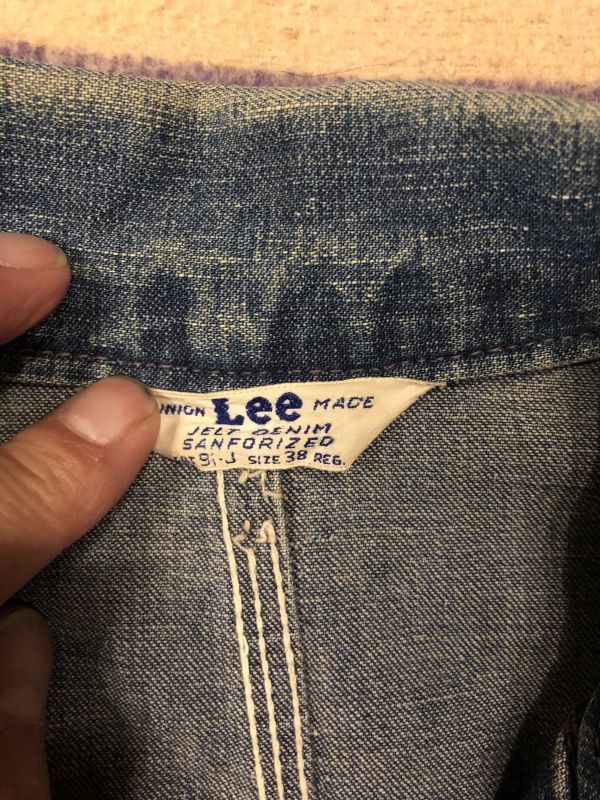 UNION Lee MADE
JELT DENIM
SANFORIZED
91-J SIZE 38 REG.